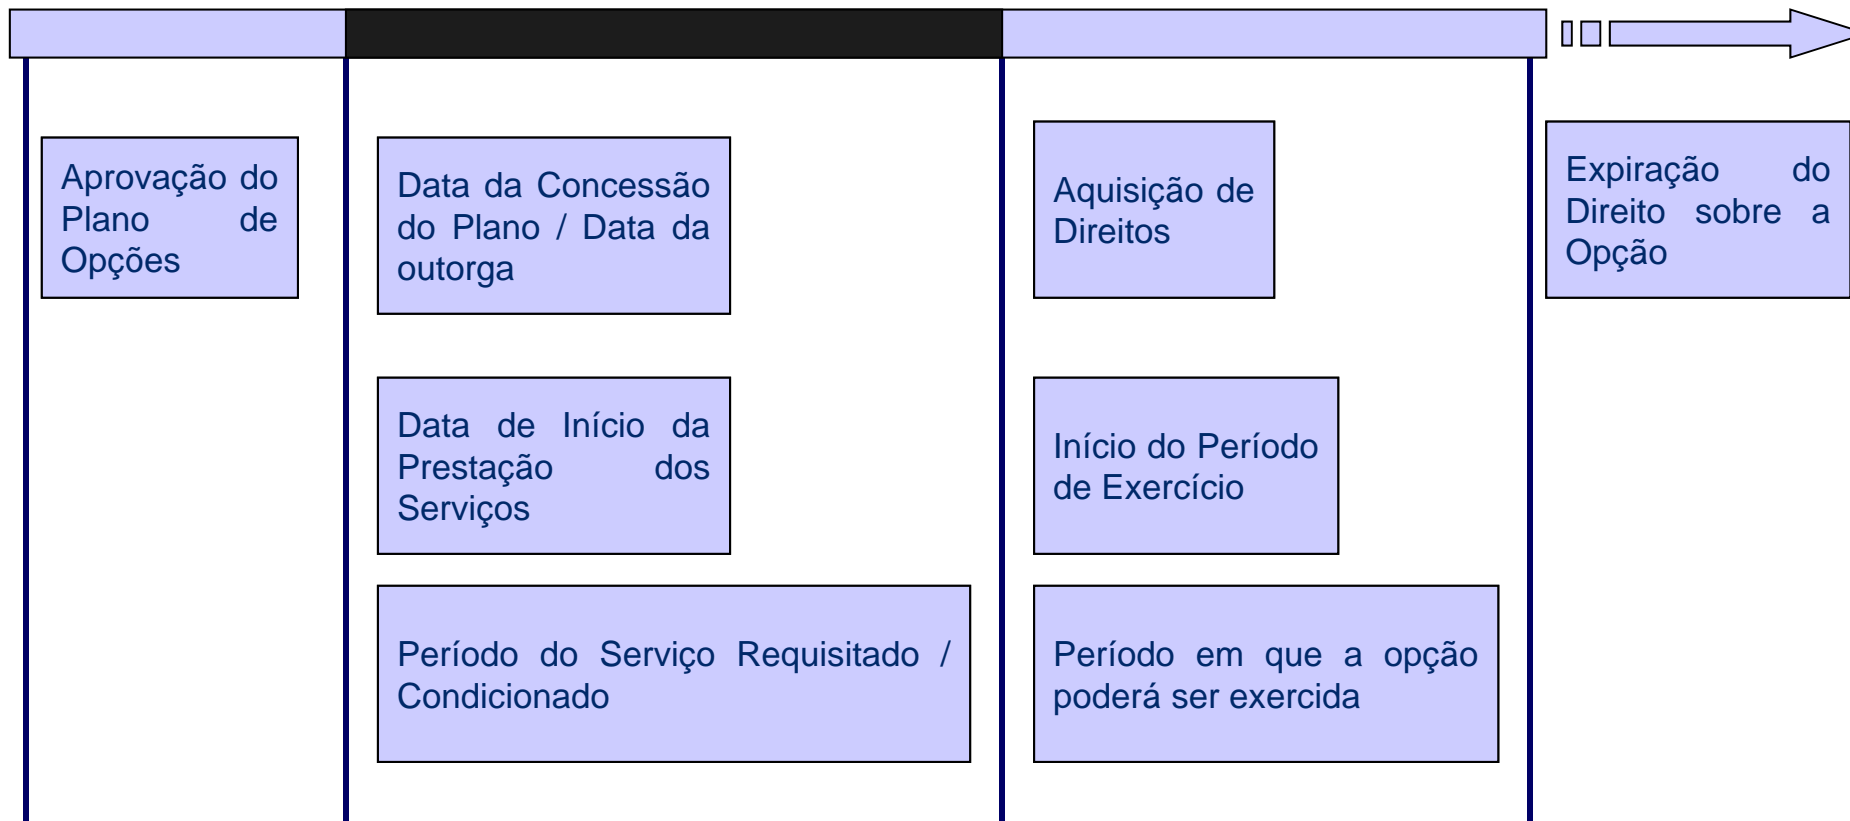 Aprovação do
Plano de
Opções
Data da Concessão
do Plano / Data da
outorga
Aquisição de
Direitos
Expiração do
Direito sobre a
Opção
Data de Início da
Prestação dos
Serviços
Início do Período
de Exercício
Período do Serviço Requisitado /
Condicionado
Período em que a opção
poderá ser exercida